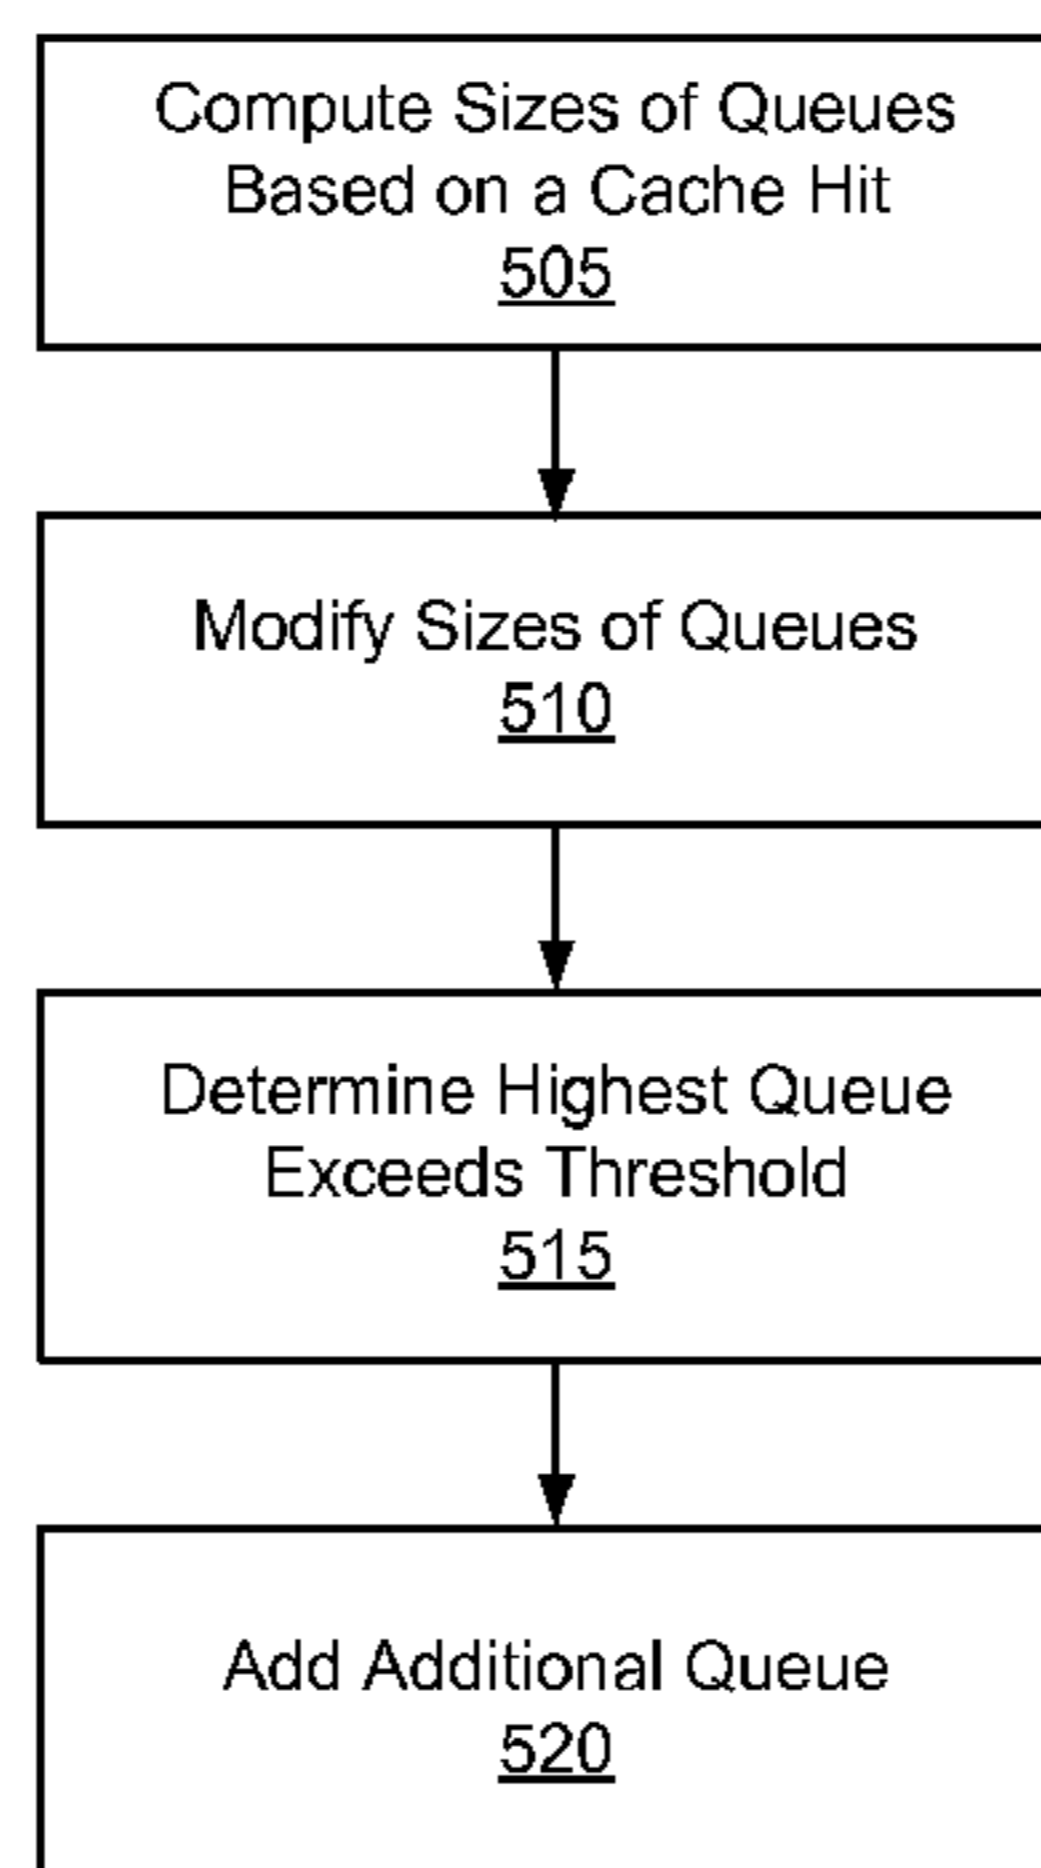 Compute Sizes of Queues
Based on a Cache Hit
505
Modify Sizes of Queues
510
Determine Highest Queue
Exceeds Threshold
515
Add Additional Queue
520